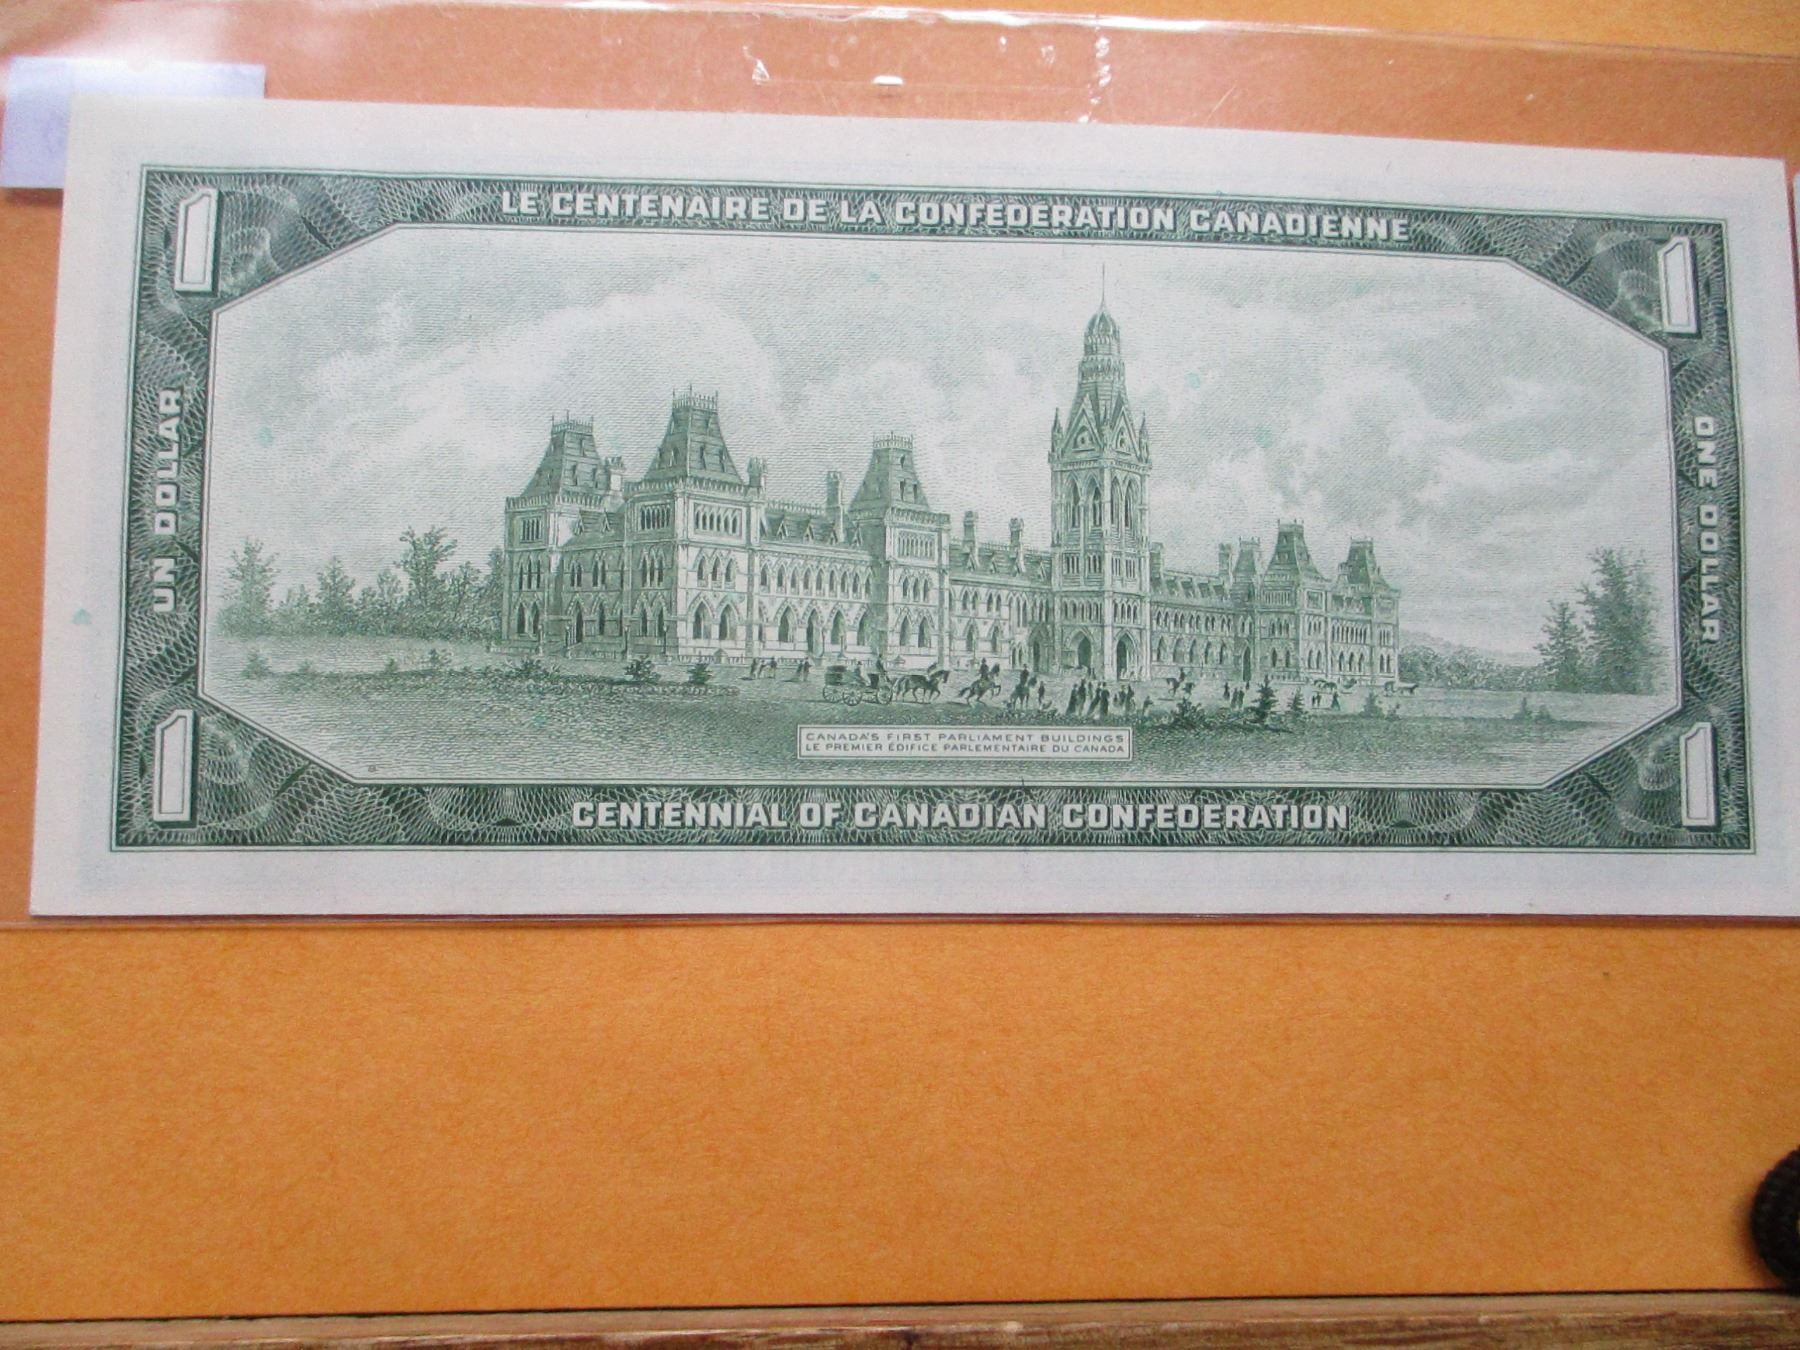 1
LE CENTENAIRE DE LA CONFÉDERATION CANADIENNE
1
UN DOLLAR
ONE DOLLAR
CANADA'S FIRST PARLIAMENT BUILDINGS
LE PREMIER ÉDIFICE PARLEMENTAIRE DU CANADA
1
CENTENNIAL OF CANADIAN CONFEDERATION
1